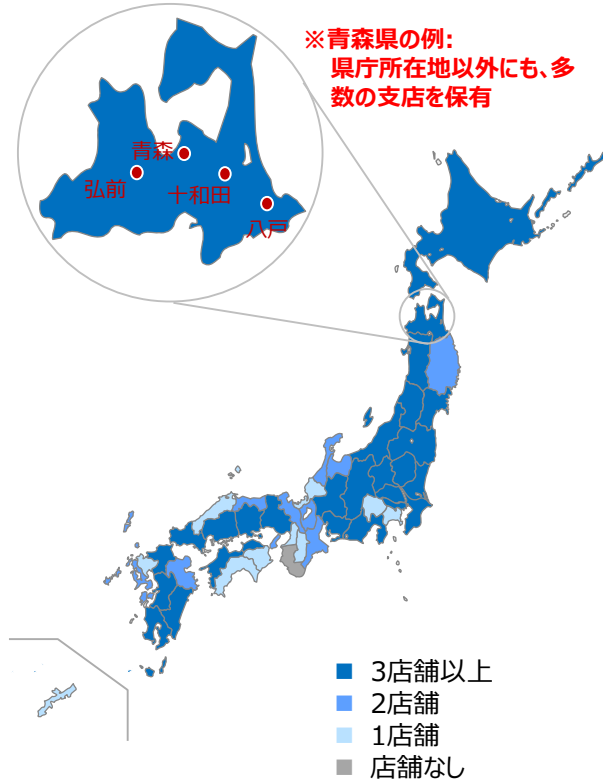 ※青森県の例:
県庁所在地以外にも、多
数の支店を保有
青森
弘前
十和田
八戸
3店舗以上
2店舗
1店舗
店舗なし